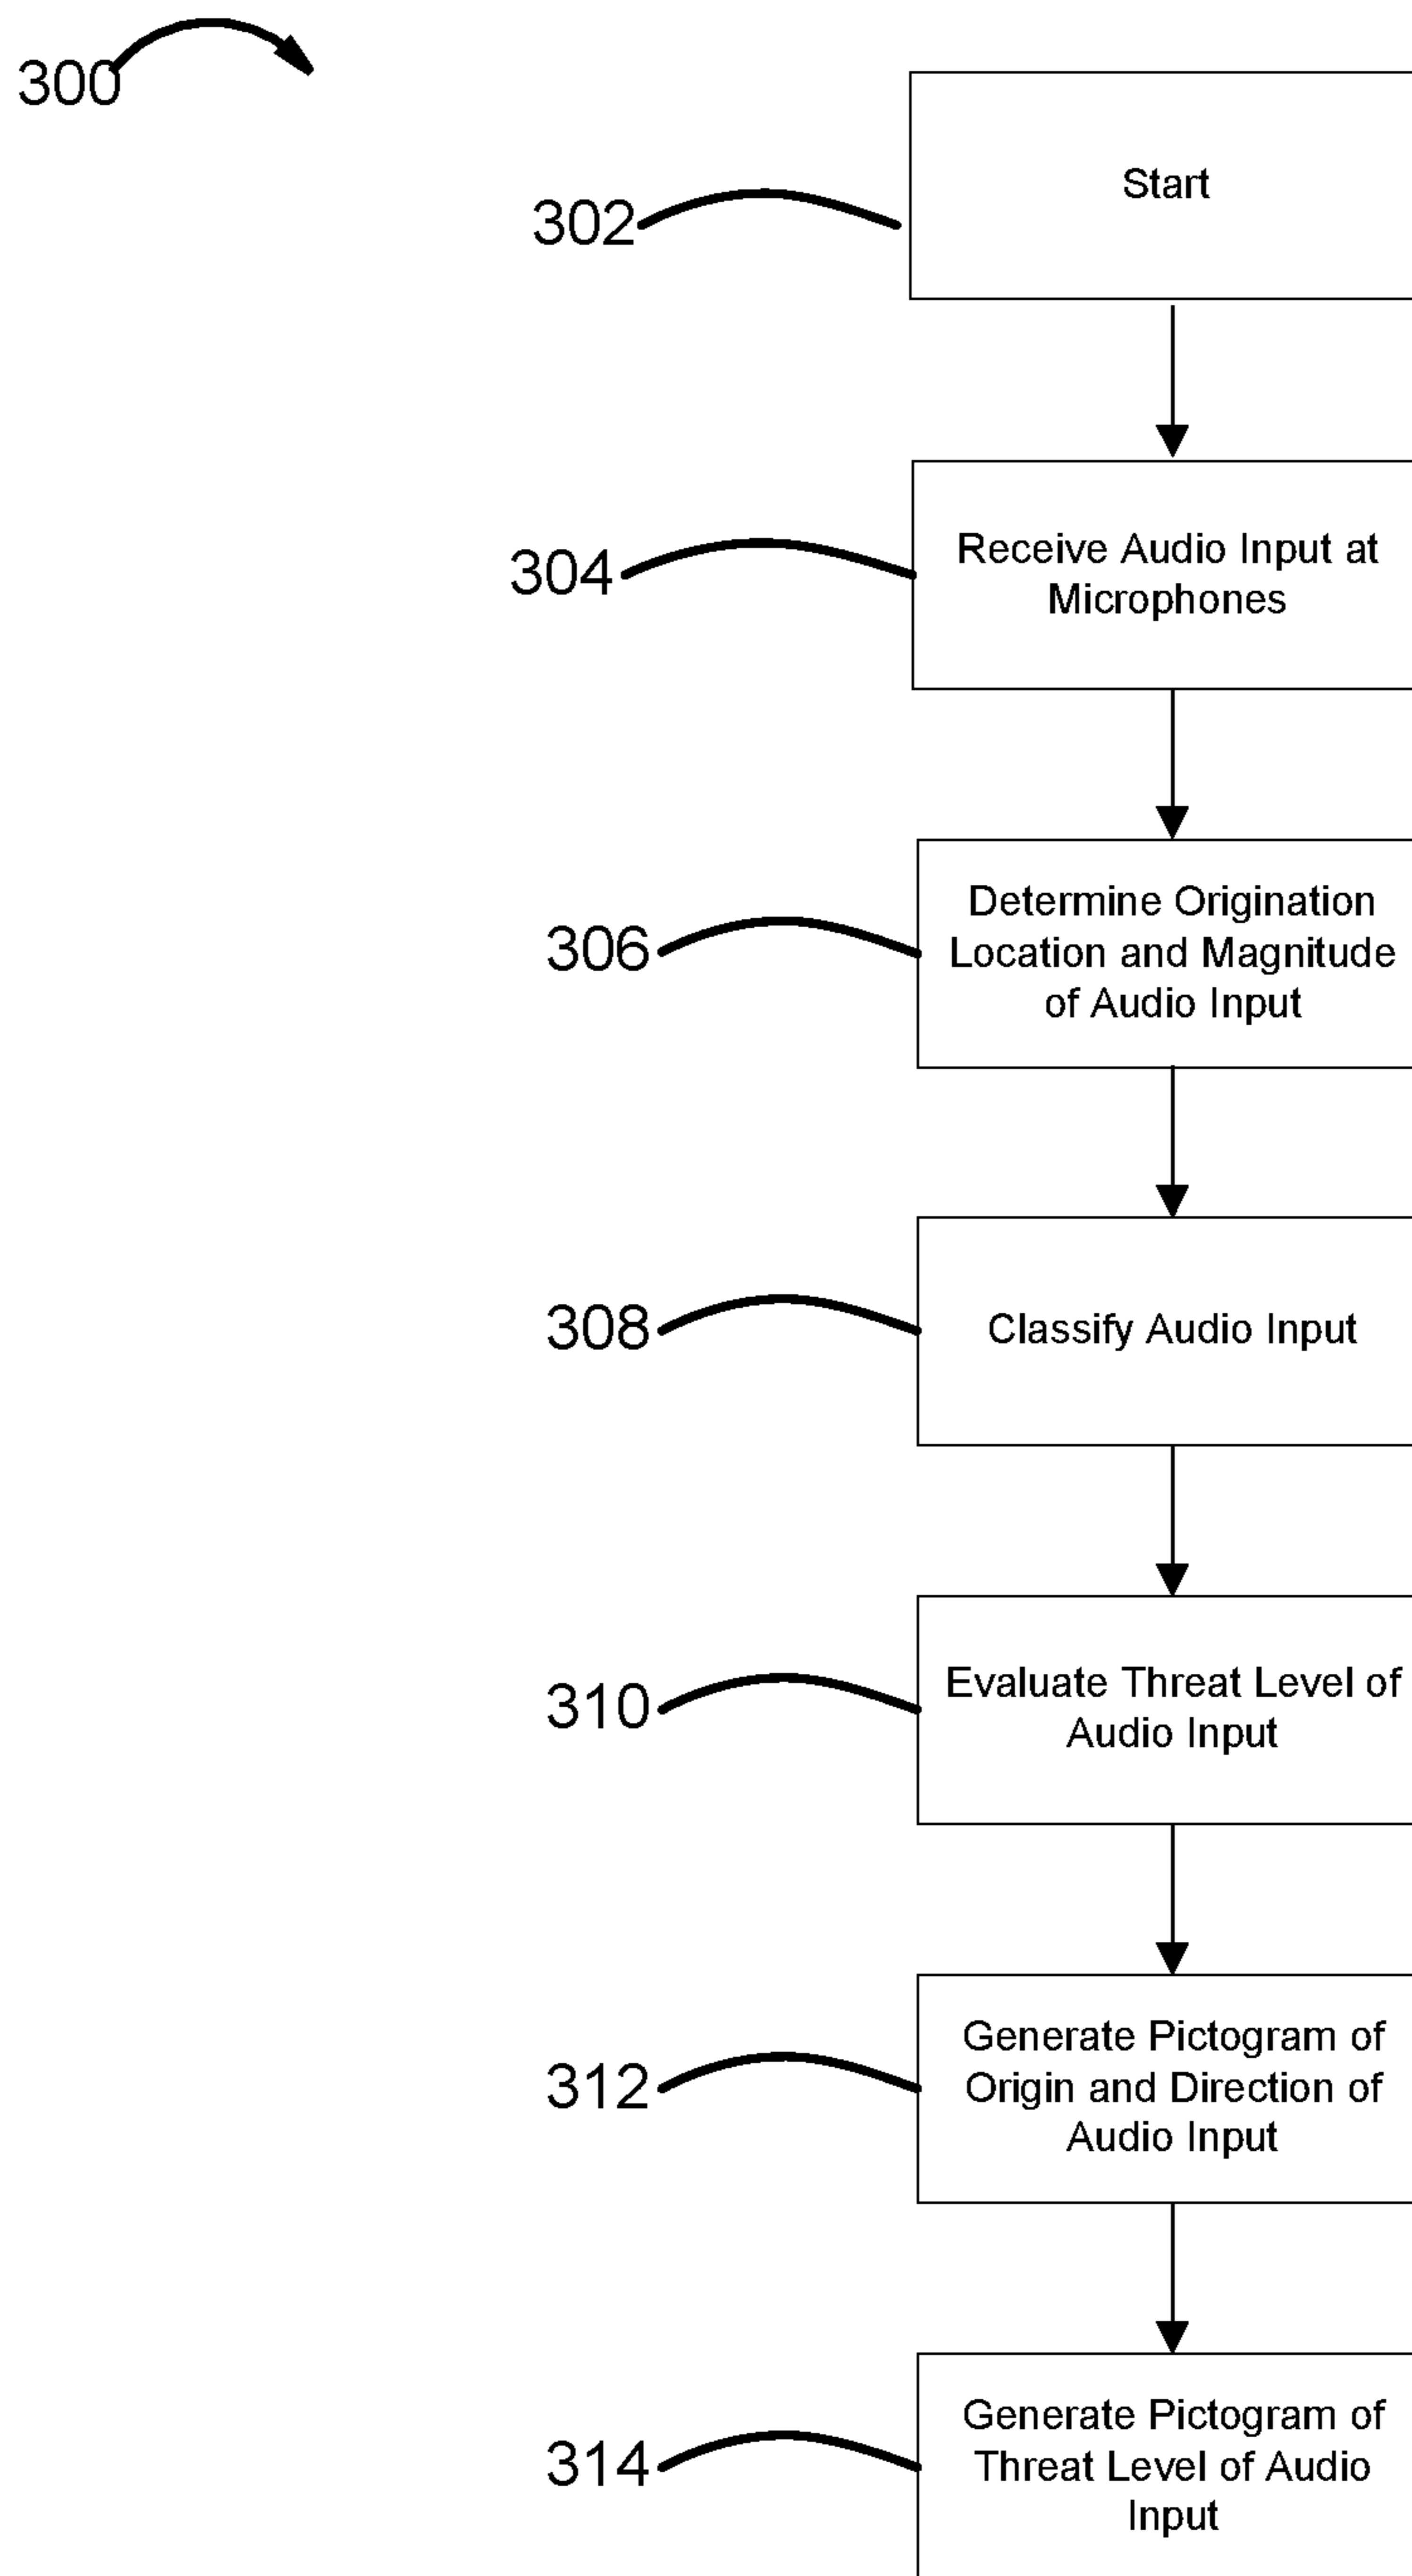 300
302
Start
304
Receive Audio Input at
Microphones
306
Determine Origination
Location and Magnitude
of Audio Input
308
Classify Audio Input
310
Evaluate Threat Level of
Audio Input
312
Generate Pictogram of
Origin and Direction of
Audio Input
314
Generate Pictogram of
Threat Level of Audio
Input